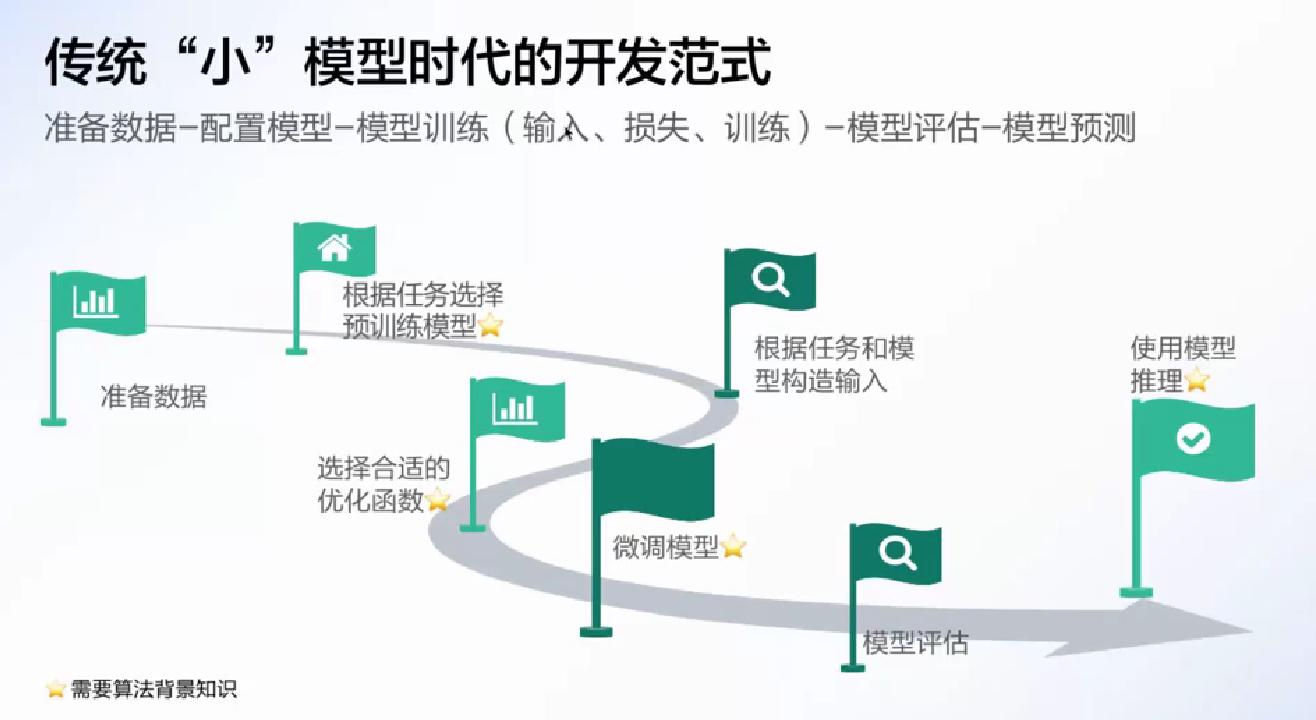 传统“小”模型时代的开发范式
准备数据–配置模型–模型训练（输入、损失、训练）–模型评估–模型预测
准备数据
根据任务选择
预训练模型⭐
根据任务和模
型构造输入
选择合适的
优化函数⭐
微调模型⭐
模型评估
使用模型
推理⭐
⭐需要算法背景知识